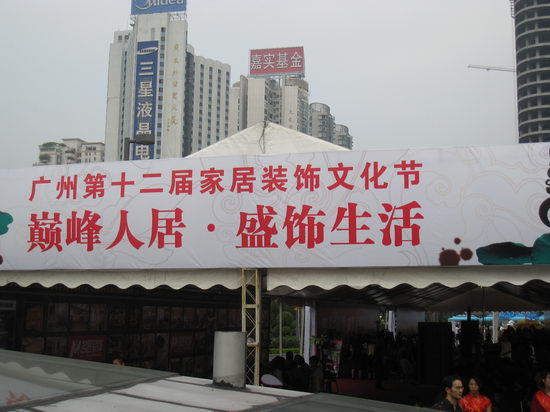 Midea
三星液晶电
嘉实基金
广州第十二届家居装饰文化节
巅峰人居·盛饰生活